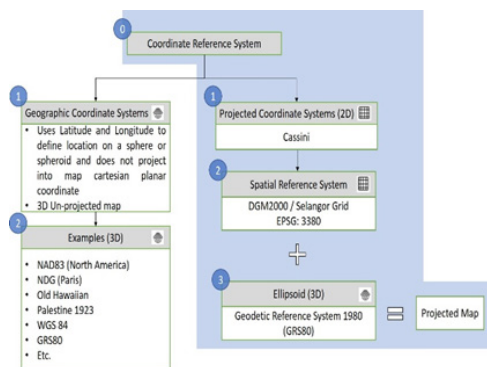 0
Coordinate Reference System
1
Geographic Coordinate Systems
• Uses Latitude and Longitude to
define location on a sphere or
spheroid and does not project
into map cartesian planar
coordinate
• 3D Un-projected map
2
Examples (3D)
• NAD83 (North America)
• NDG (Paris)
• Old Hawaiian
• Palestine 1923
• WGS 84
• GRS80
• Etc.
1
Projected Coordinate Systems (2D)
Cassini
2
Spatial Reference System
DGM2000 / Selangor Grid
EPSG: 3380
+
3
Ellipsoid (3D)
Geodetic Reference System 1980
(GRS80)
=
Projected Map